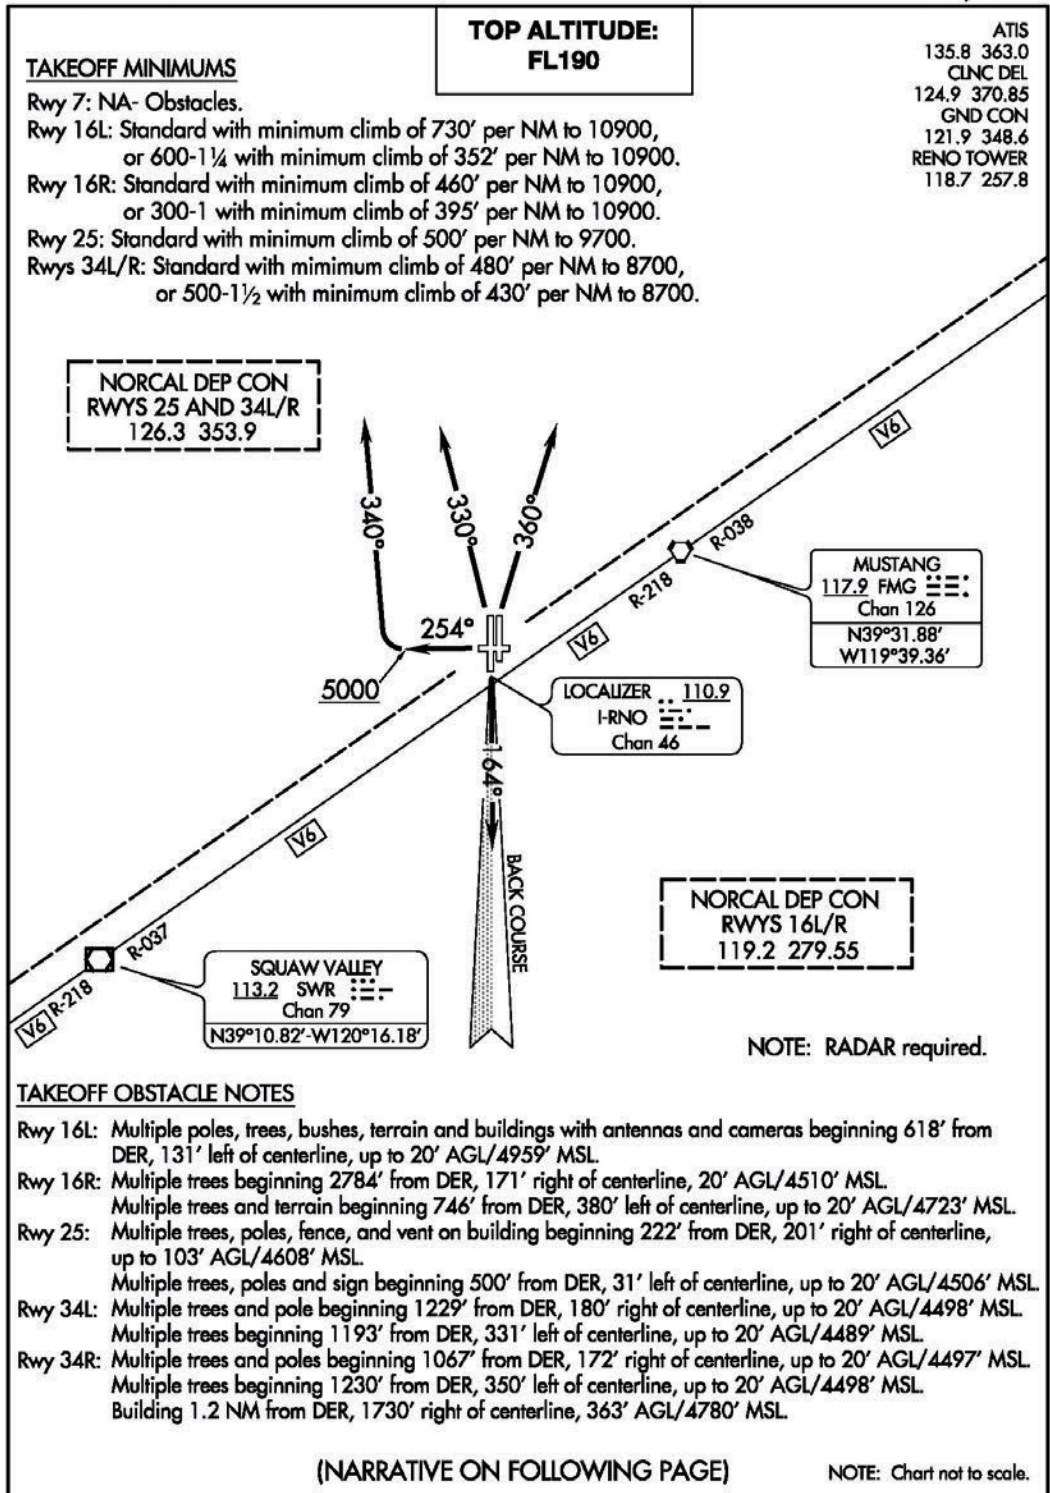 TOP ALTITUDE:
FL190
ATIS
135.8 363.0
CLNC DEL
124.9 370.85
GND CON
121.9 348.6
RENO TOWER
118.7 257.8
TAKEOFF MINIMUMS
Rwy 7: NA- Obstacles.
Rwy 16L: Standard with minimum climb of 730' per NM to 10900,
or 600-1¼ with minimum climb of 352' per NM to 10900.
Rwy 16R: Standard with minimum climb of 460' per NM to 10900,
or 300-1 with minimum climb of 395' per NM to 10900.
Rwy 25: Standard with minimum climb of 500' per NM to 9700.
Rwys 34L/R: Standard with mimimum climb of 480' per NM to 8700,
or 500-1½ with minimum climb of 430' per NM to 8700.
NORCAL DEP CON
RWYS 25 AND 34L/R
126.3 353.9
V6
340°
330°
360°
R-038
R-218
MUSTANG
117.9 FMG
Chan 126
N39°31.88'
W119°39.36'
254°
V6
5000
LOCALIZER 110.9
I-RNO
Chan 46
164°
V6
BACK COURSE
NORCAL DEP CON
RWYS 16L/R
119.2 279.55
R-037
R-218
V6
SQUAW VALLEY
113.2 SWR
Chan 79
N39°10.82'-W120°16.18'
NOTE: RADAR required.
TAKEOFF OBSTACLE NOTES
Rwy 16L: Multiple poles, trees, bushes, terrain and buildings with antennas and cameras beginning 618' from
DER, 131' left of centerline, up to 20' AGL/4959' MSL.
Rwy 16R: Multiple trees beginning 2784' from DER, 171' right of centerline, 20' AGL/4510' MSL.
Multiple trees and terrain beginning 746' from DER, 380' left of centerline, up to 20' AGL/4723' MSL.
Rwy 25: Multiple trees, poles, fence, and vent on building beginning 222' from DER, 201' right of centerline,
up to 103' AGL/4608' MSL.
Multiple trees, poles and sign beginning 500' from DER, 31' left of centerline, up to 20' AGL/4506' MSL.
Rwy 34L: Multiple trees and pole beginning 1229' from DER, 180' right of centerline, up to 20' AGL/4498' MSL.
Multiple trees beginning 1193' from DER, 331' left of centerline, up to 20' AGL/4489' MSL.
Rwy 34R: Multiple trees and poles beginning 1067' from DER, 172' right of centerline, up to 20' AGL/4497' MSL.
Multiple trees beginning 1230' from DER, 350' left of centerline, up to 20' AGL/4498' MSL.
Building 1.2 NM from DER, 1730' right of centerline, 363' AGL/4780' MSL.
(NARRATIVE ON FOLLOWING PAGE)
NOTE: Chart not to scale.